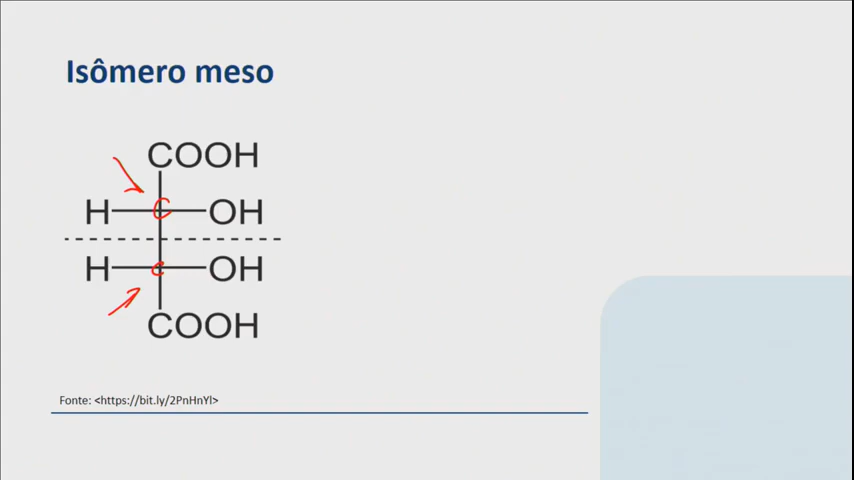 Isômero meso
COOH
H C OH
H C OH
COOH
Fonte: <https://bit.ly/2PnHnYl>